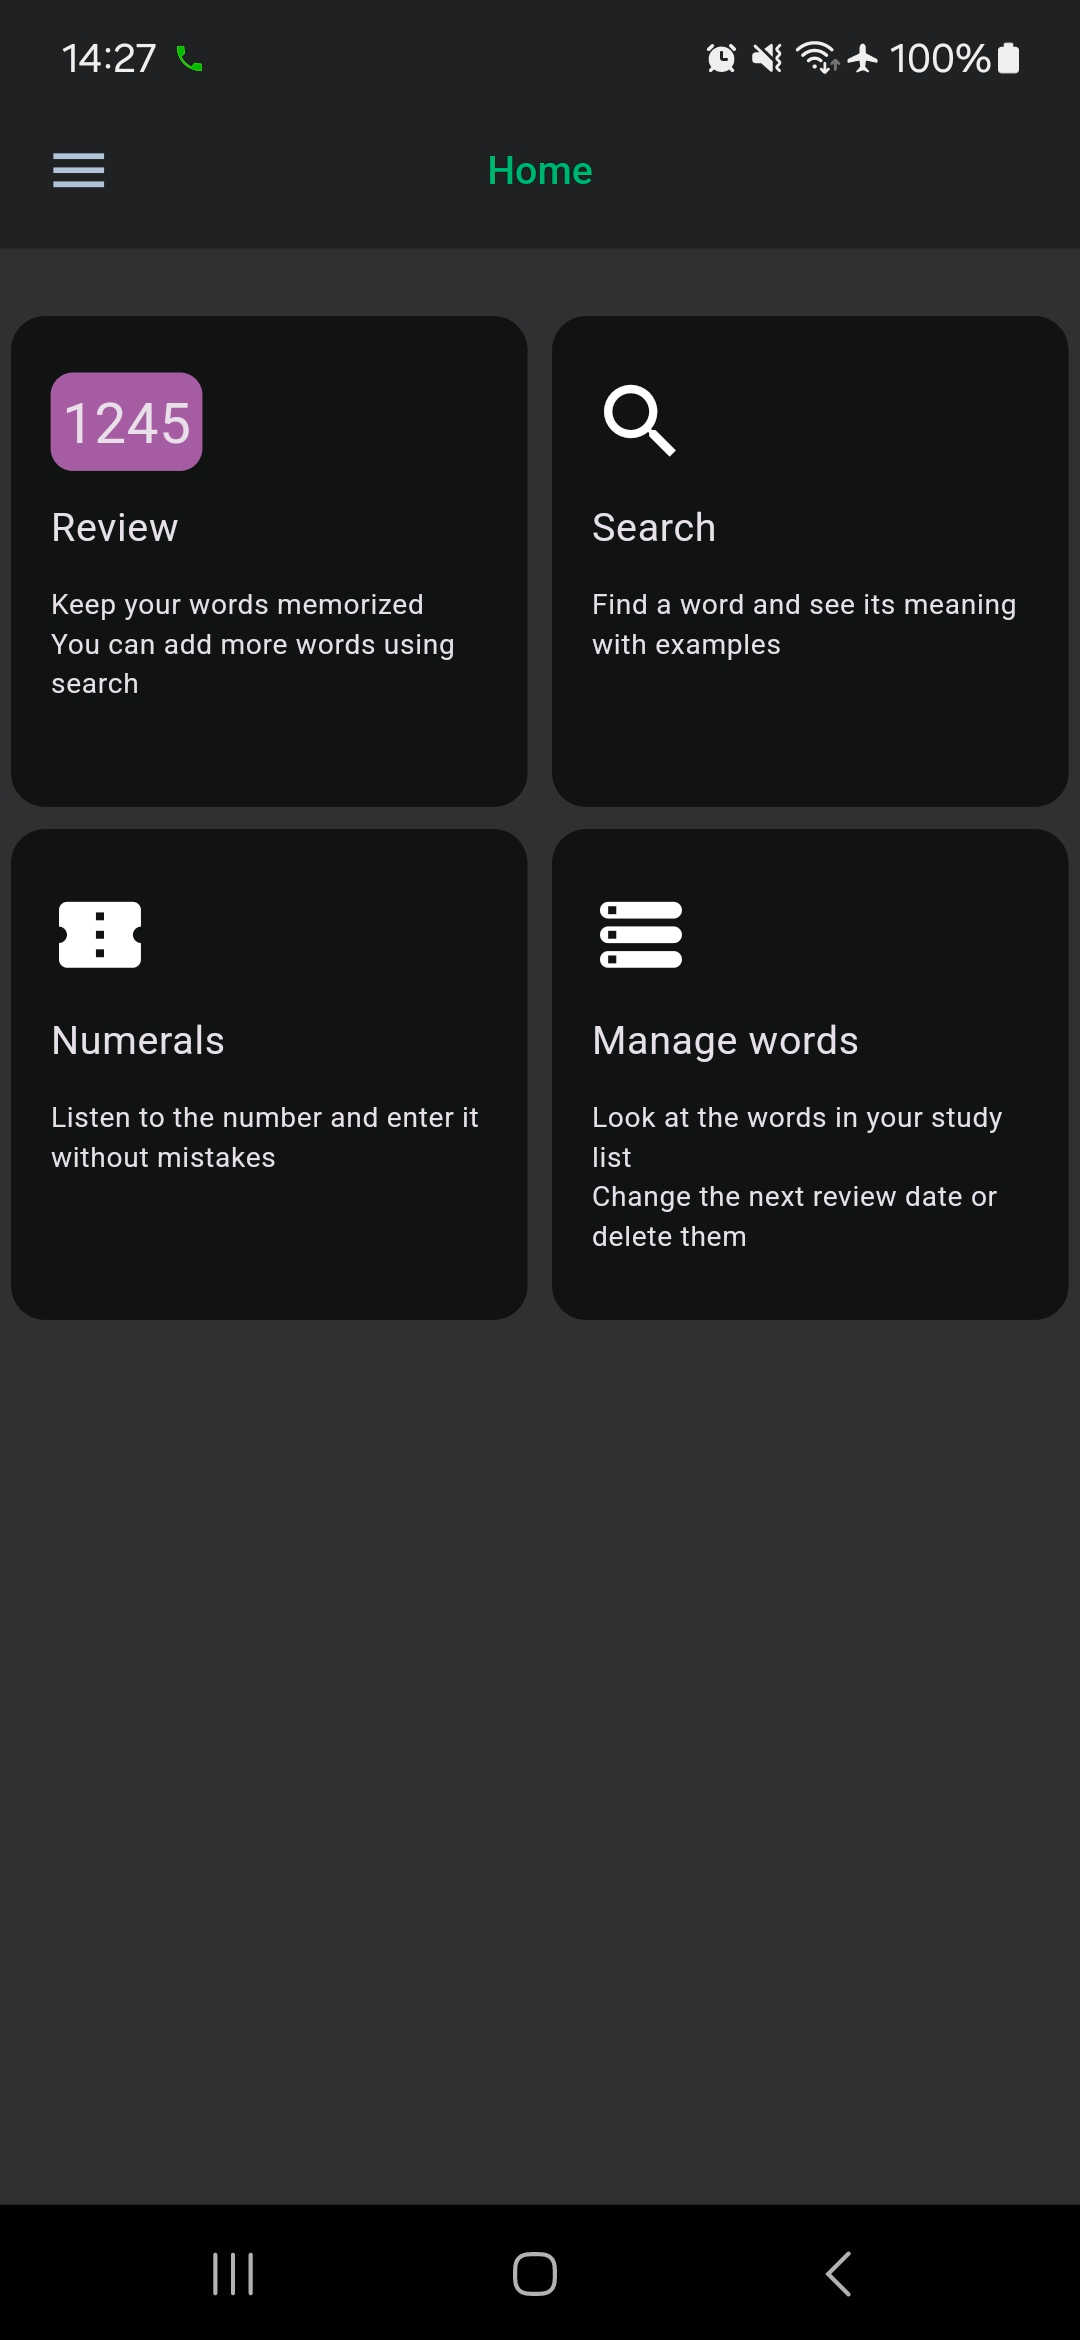 14:27
100%
Home
1245
Review
Keep your words memorized
You can add more words using
search
Search
Find a word and see its meaning
with examples
Numerals
Listen to the number and enter it
without mistakes
Manage words
Look at the words in your study
list
Change the next review date or
delete them